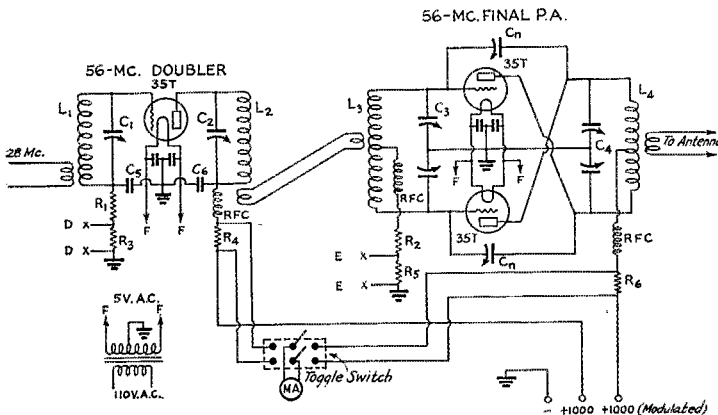 56-MC. FINAL P.A.
Cn
56-MC. DOUBLER
35T
35T
L1
C1
C2
L2
L3
C3
C4
L4
28 Mc.
To Antenna
C5
C6
F
F
RFC
RFC
F
F
35T
Cn
RFC
R1
D X
D X
R3
R4
R2
E X
R5
E X
R6
5V. A.C.
F
F
110V. A.C.
MA
Toggle Switch
- +1000 +1000 (Modulated)